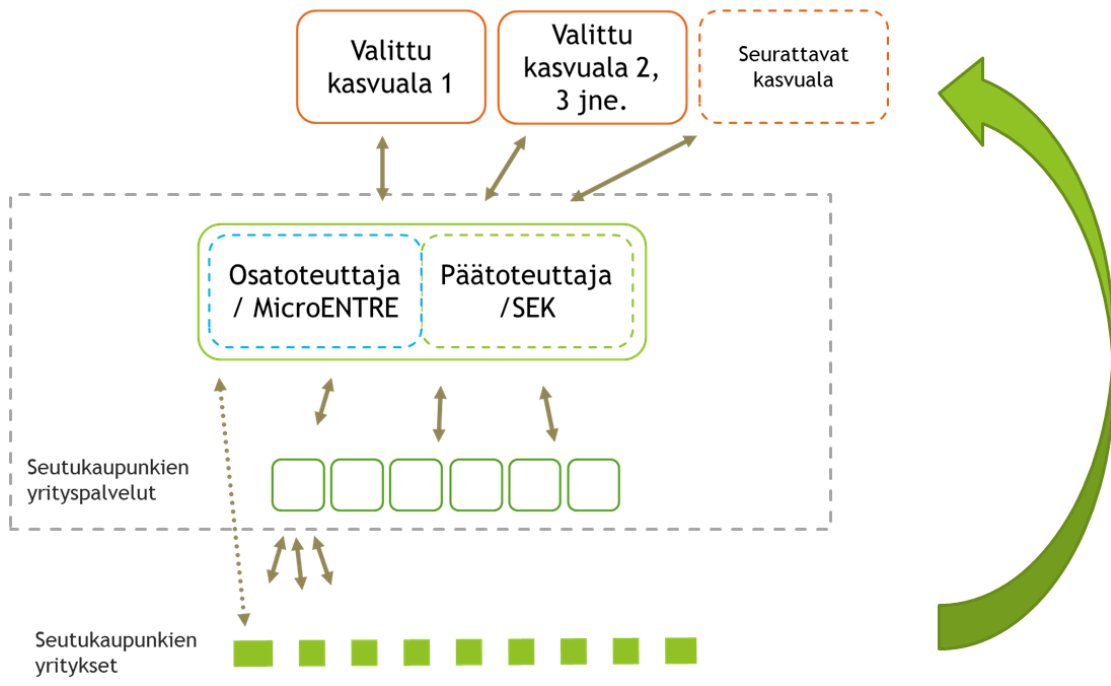 Valittu
kasvuala 1
Valittu
kasvuala 2,
3 jne.
Seurattavat
kasvuala
Osatoteuttaja
/ MicroENTRE
Päätoteuttaja
/SEK
Seutukaupunkien
yrityspalvelut
Seutukaupunkien
yritykset